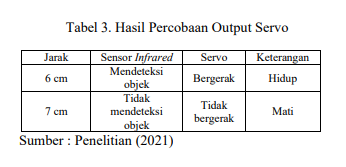 Tabel 3. Hasil Percobaan Output Servo
Jarak Sensor Infrared Servo Keterangan
6 cm Mendeteksi objek Bergerak Hidup
7 cm Tidak mendeteksi objek Tidak bergerak Mati
Sumber : Penelitian (2021)